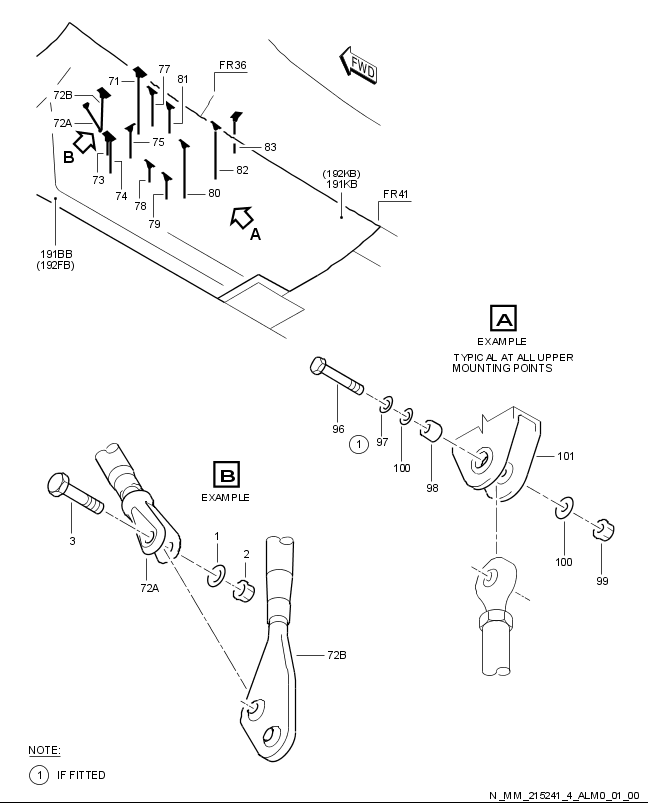 FWD
FR36
77
71
81
72B
72A
B
75
83
82
73
74
78
79
80
(192KB)
191KB
FR41
A
191BB
(192FB)
A
EXAMPLE
TYPICAL AT ALL UPPER
MOUNTING POINTS
96
1
97
100
98
101
B
EXAMPLE
3
72A
1
2
100
99
72B
NOTE:
1 IF FITTED
N_MM_215241_4_ALM0_01_00